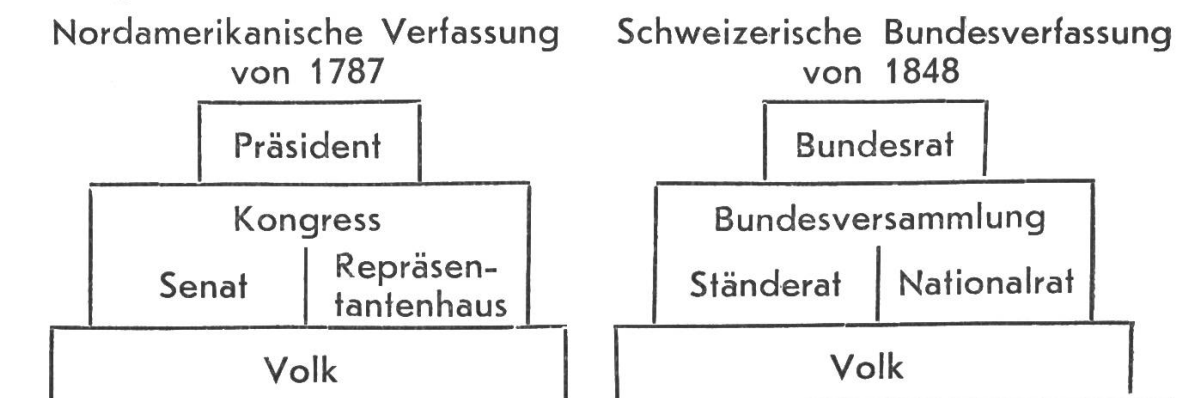 Nordamerikanische Verfassung
von 1787
Präsident
Kongress
Senat
Repräsen-
tantenhaus
Volk
Schweizerische Bundesverfassung
von 1848
Bundesrat
Bundesversammlung
Ständerat
Nationalrat
Volk